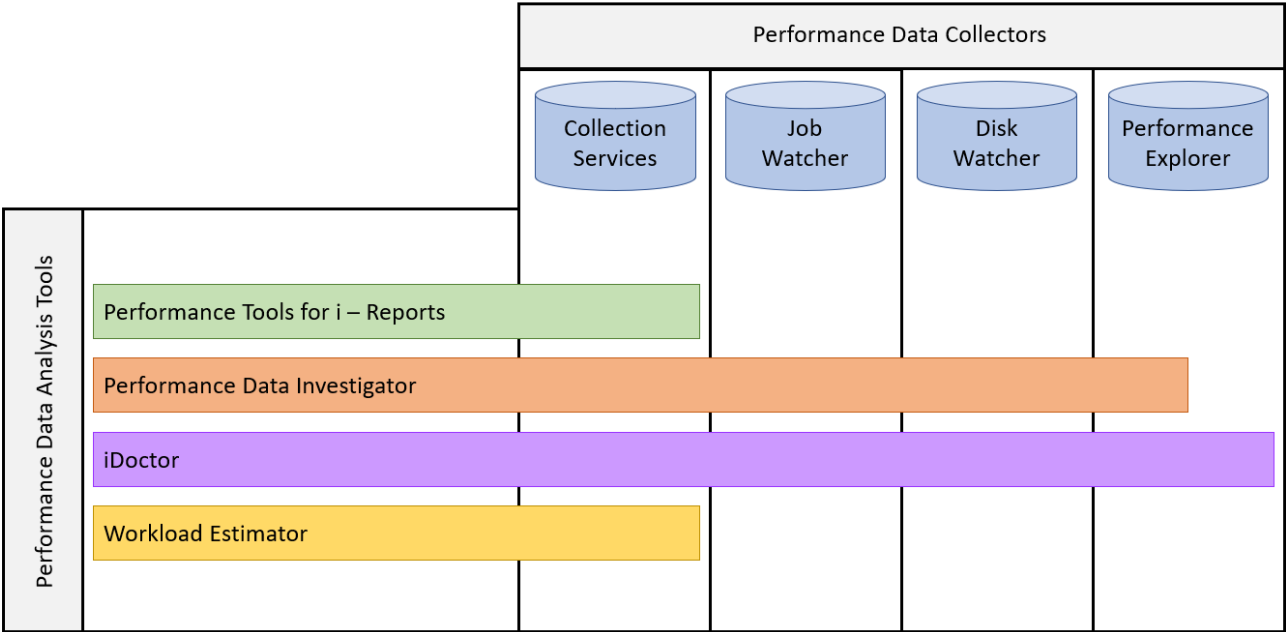 Performance Data Collectors
Collection
Services
Job
Watcher
Disk
Watcher
Performance
Explorer
Performance Data Analysis Tools
Performance Tools for i – Reports
Performance Data Investigator
iDoctor
Workload Estimator